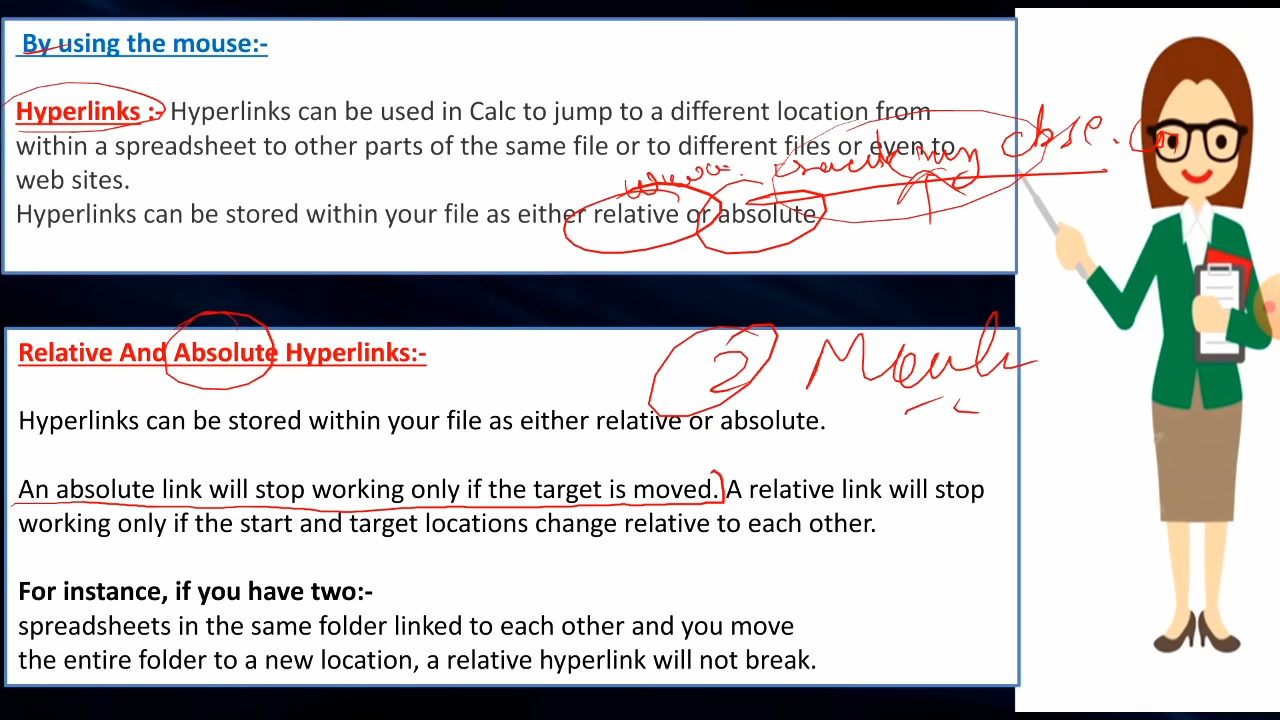 By using the mouse:-
Hyperlinks :- Hyperlinks can be used in Calc to jump to a different location from
within a spreadsheet to other parts of the same file or to different files or even to
web sites.
Hyperlinks can be stored within your file as either relative or absolute
Relative And Absolute Hyperlinks:-
2
Hyperlinks can be stored within your file as either relative or absolute.
An absolute link will stop working only if the target is moved. A relative link will stop
working only if the start and target locations change relative to each other.
For instance, if you have two:-
spreadsheets in the same folder linked to each other and you move
the entire folder to a new location, a relative hyperlink will not break.